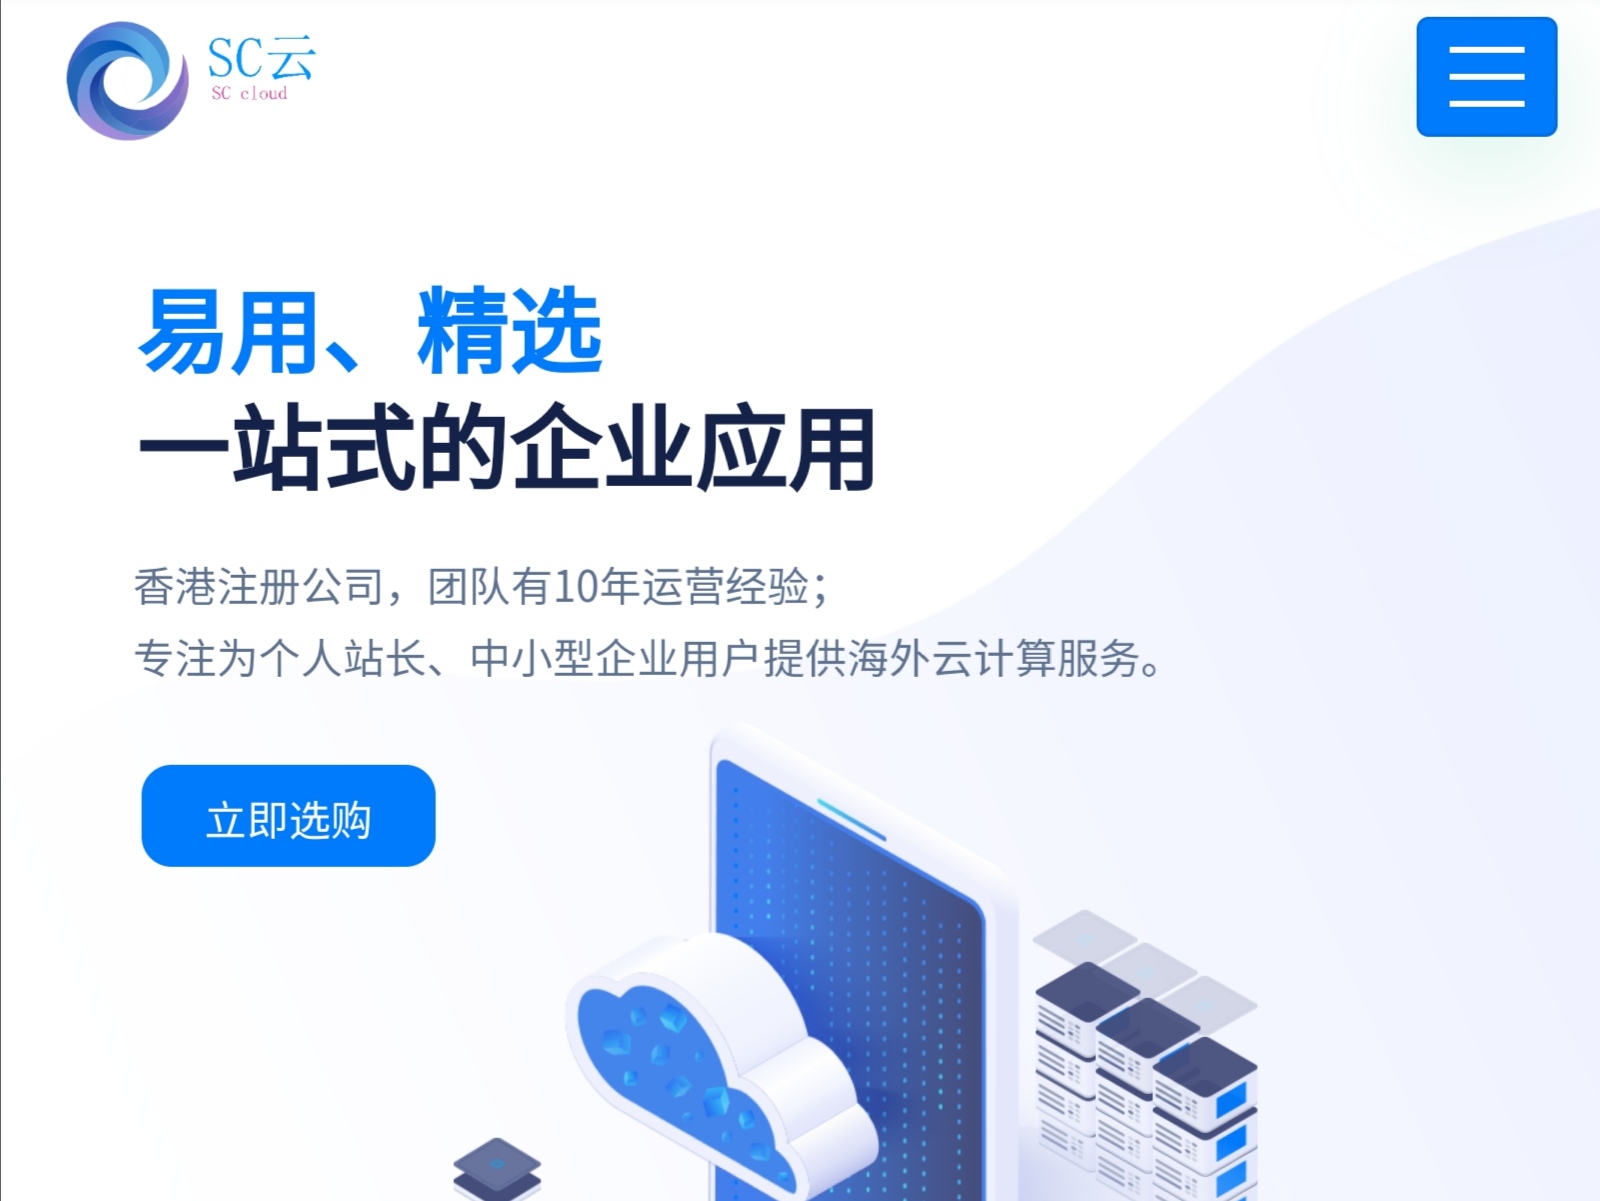 SC云
SC cloud
易用、精选
一站式的企业应用
香港注册公司，团队有10年运营经验；
专注为个人站长、中小型企业用户提供海外云计算服务。
立即选购